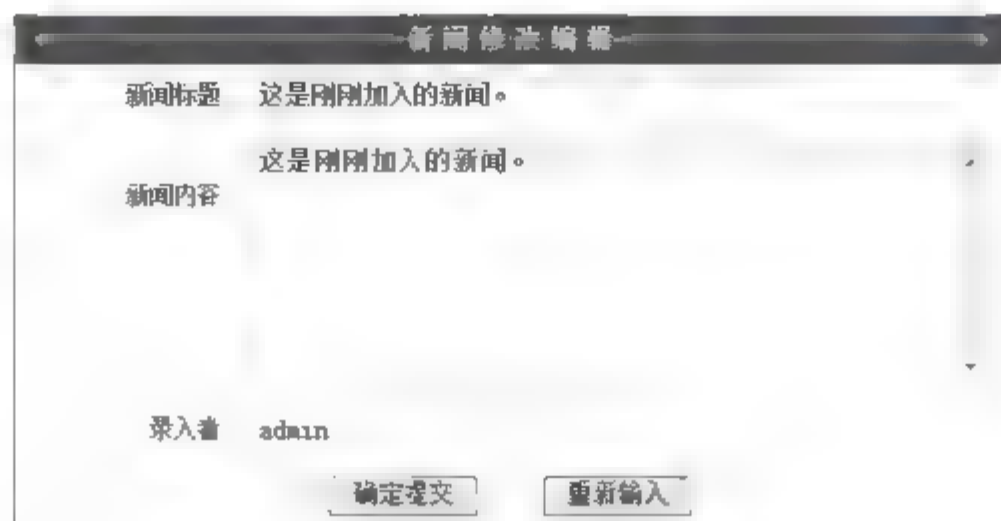 新闻修改编辑
新闻标题 这是刚刚加入的新闻。
这是刚刚加入的新闻。
新闻内容
录入者 admin
确定提交 重新输入